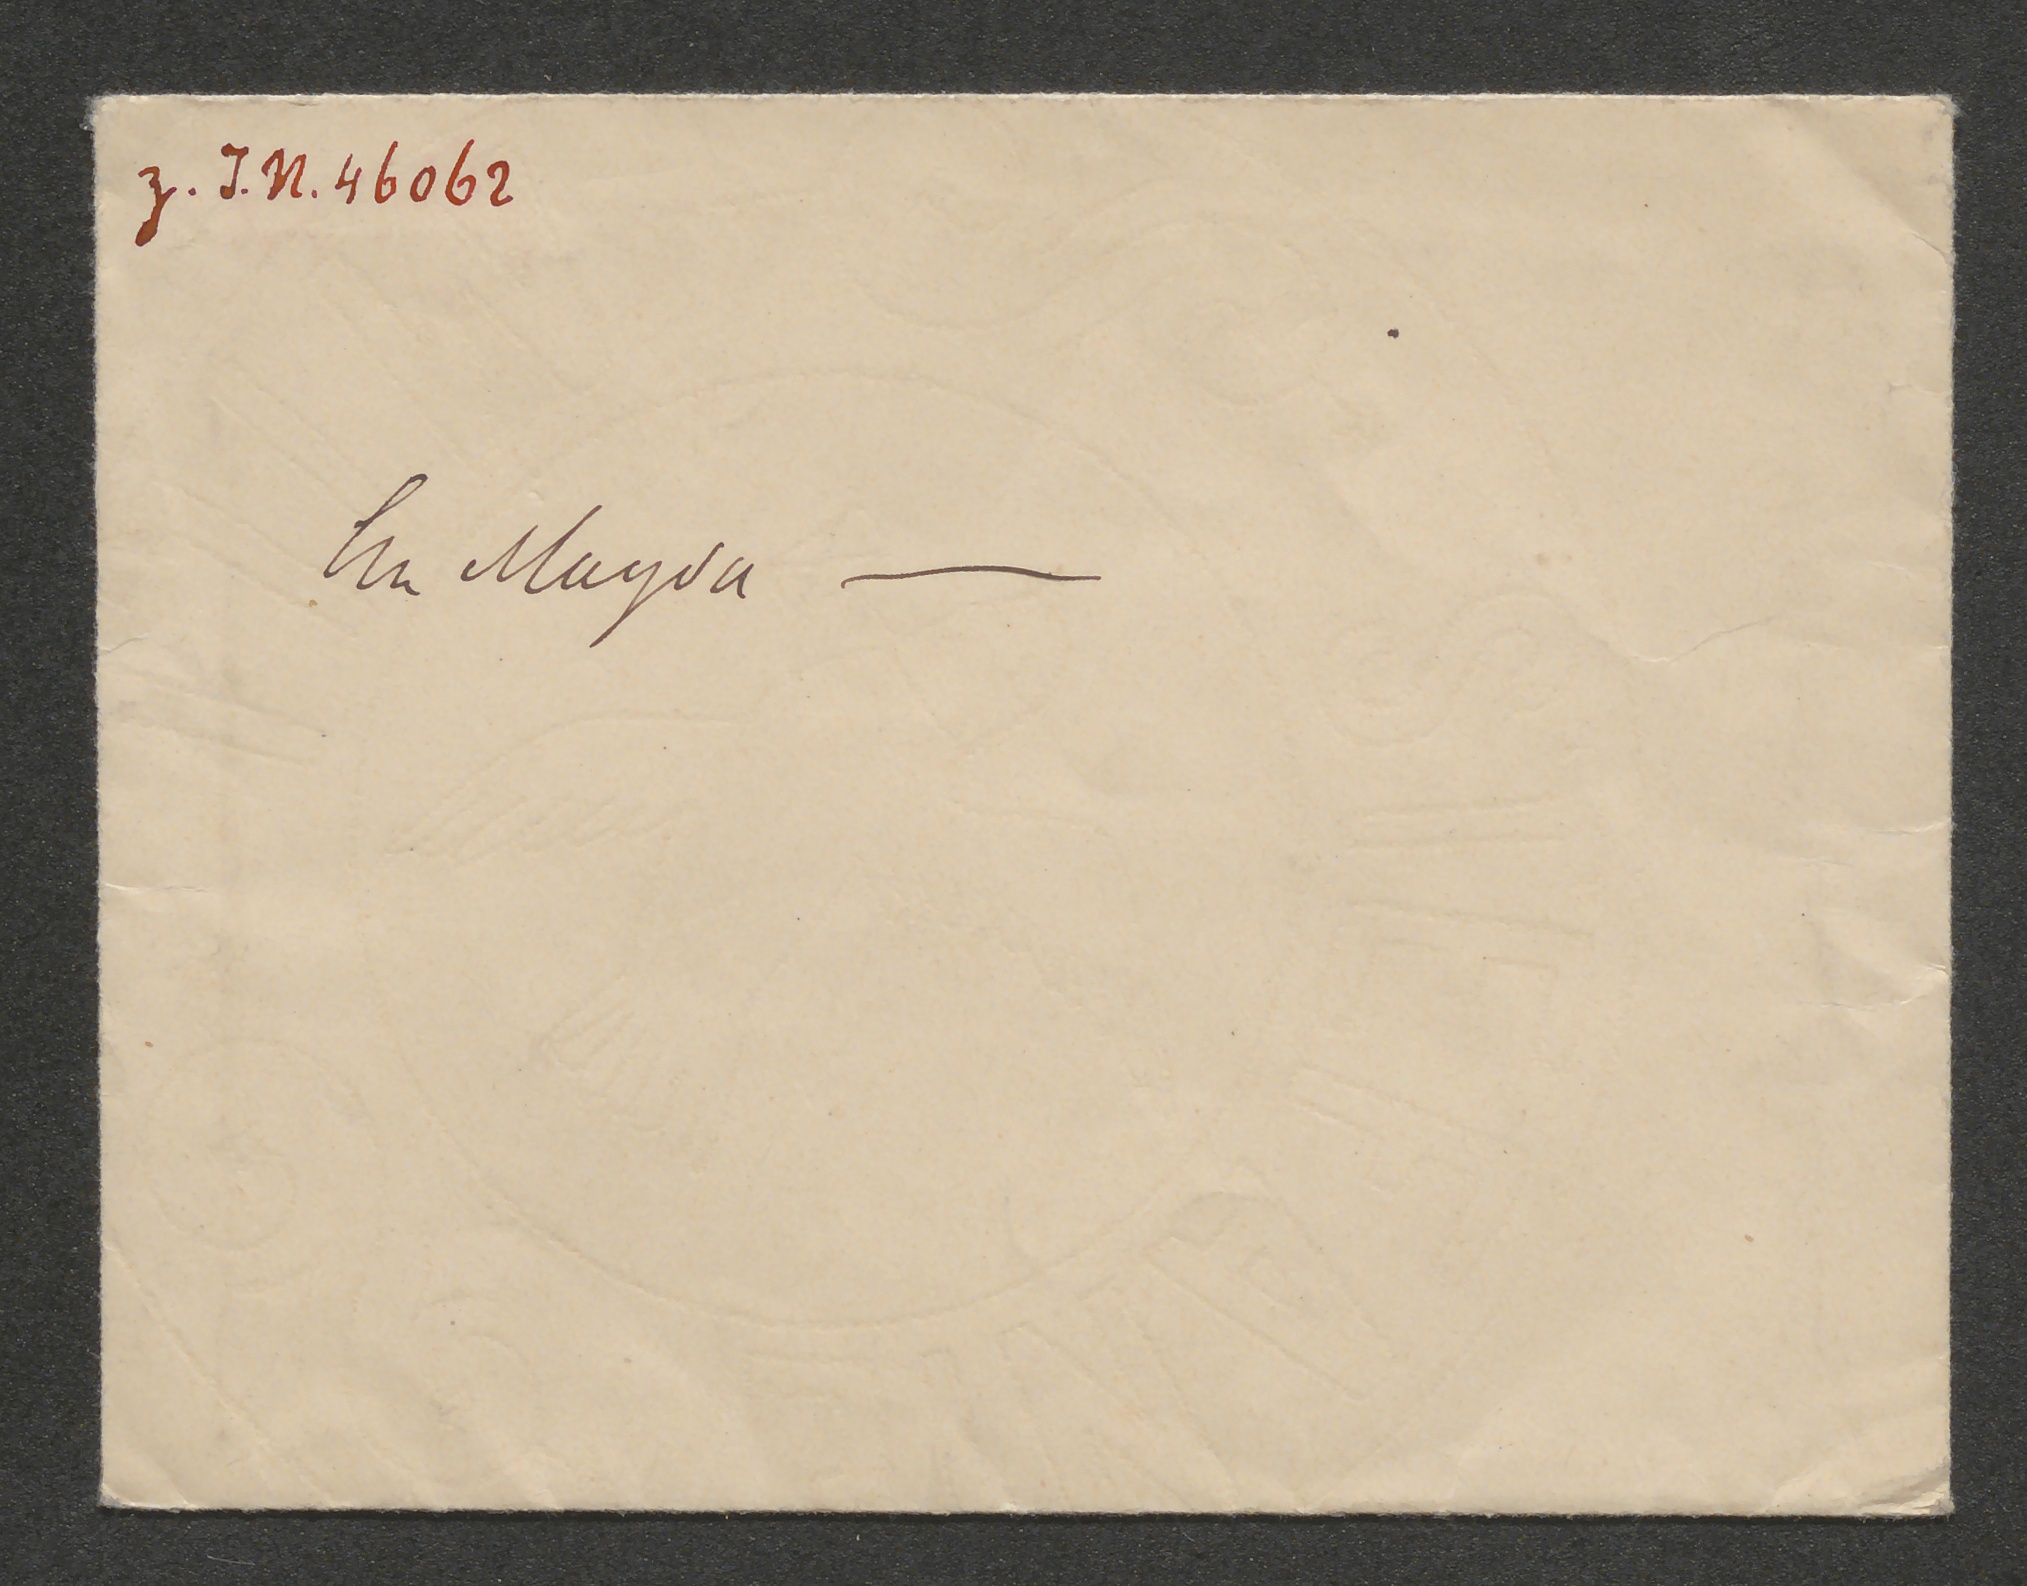 z. I.N. 46062
An Magda —